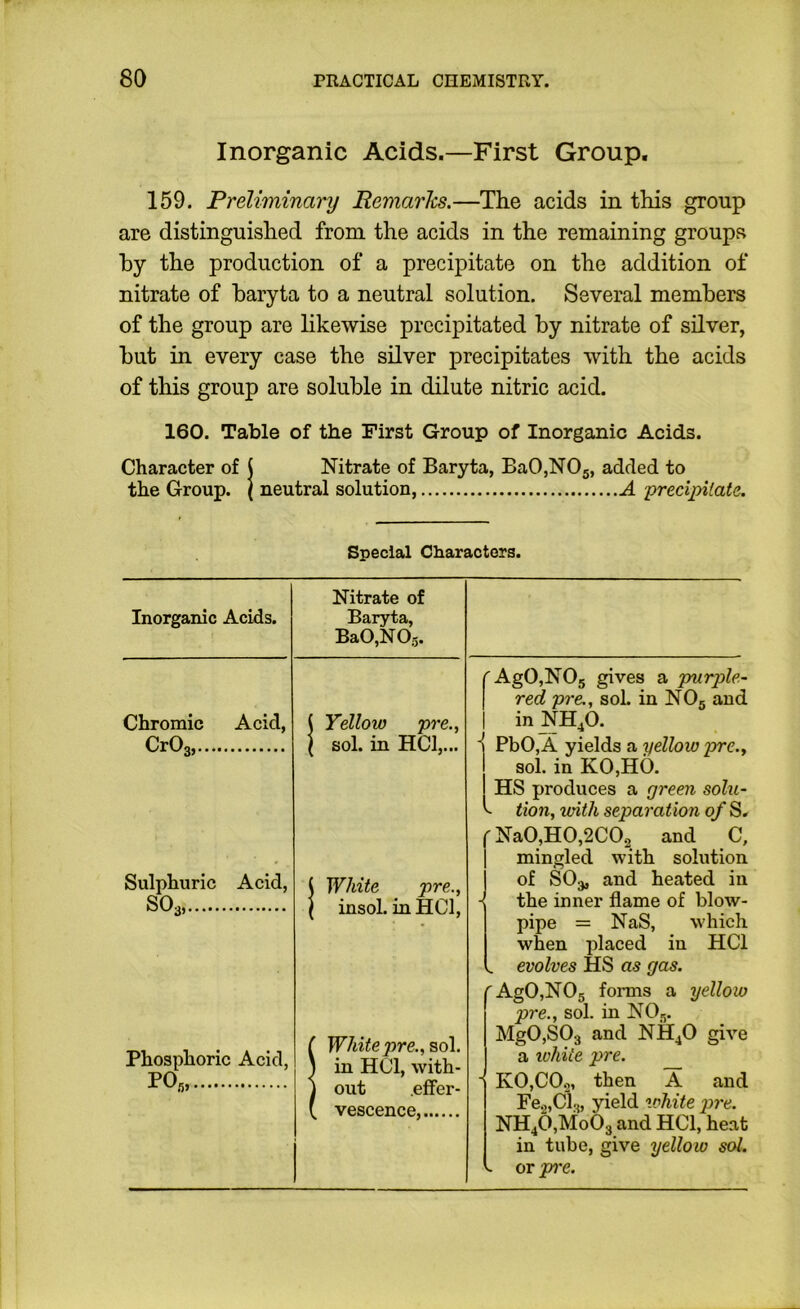 80 PRACTICAL CHEMISTRY.
Inorganic Acids.—First Group.
159. Preliminary Remarks.—The acids in this group
are distinguished from the acids in the remaining groups
by the production of a precipitate on the addition of
nitrate of baryta to a neutral solution. Several members
of the group are likewise precipitated by nitrate of silver,
but in every case the silver precipitates with the acids
of this group are soluble in dilute nitric acid.
160. Table of the First Group of Inorganic Acids.
Character of { Nitrate of Baryta, BaO,NO₅, added to
the Group. { neutral solution,..............................A precipitate.
Special Characters.
Inorganic Acids.
Nitrate of
Baryta,
BaO,NO₅.
Chromic Acid,
CrO₃,..............
{ Yellow pre.,
sol. in HCl,...
AgO,NO₅ gives a purple-
red pre., sol. in NO₅ and
in NH₄O.
PbO,A̅ yields a yellow pre.,
sol. in KO,HO.
HS produces a green solu-
tion, with separation of S.
Sulphuric Acid,
SO₃,...............
{ White pre.,
insol. in HCl,
NaO,HO,2CO₂ and C,
mingled with solution
of SO₃, and heated in
the inner flame of blow-
pipe = NaS, which
when placed in HCl
evolves HS as gas.
Phosphoric Acid,
PO₅,...............
{ White pre., sol.
in HCl, with-
out effer-
vescence,......
AgO,NO₅ forms a yellow
pre., sol. in NO₅.
MgO,SO₃ and NH₄O give
a white pre.
KO,CO₂, then A̅ and
Fe₂,Cl₃, yield white pre.
NH₄O,MoO₃ and HCl, heat
in tube, give yellow sol.
or pre.